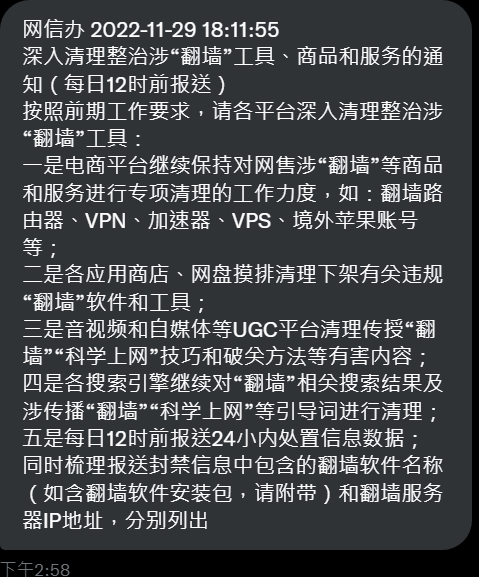 网信办 2022-11-29 18:11:55
深入清理整治涉“翻墙”工具、商品和服务的通
知（每日12时前报送）
按照前期工作要求，请各平台深入清理整治涉
“翻墙”工具：
一是电商平台继续保持对网售涉“翻墙”等商品
和服务进行专项清理的工作力度，如：翻墙路
由器、VPN、加速器、VPS、境外苹果账号
等；
二是各应用商店、网盘摸排清理下架有关违规
“翻墙”软件和工具；
三是音视频和自媒体等UGC平台清理传授“翻
墙”“科学上网”技巧和破关方法等有害内容；
四是各搜索引擎继续对“翻墙”相关搜索结果及
涉传播“翻墙”“科学上网”等引导词进行清理；
五是每日12时前报送24小内处置信息数据；
同时梳理报送封禁信息中包含的翻墙软件名称
（如含翻墙软件安装包，请附带）和翻墙服务
器IP地址，分别列出
下午2:58